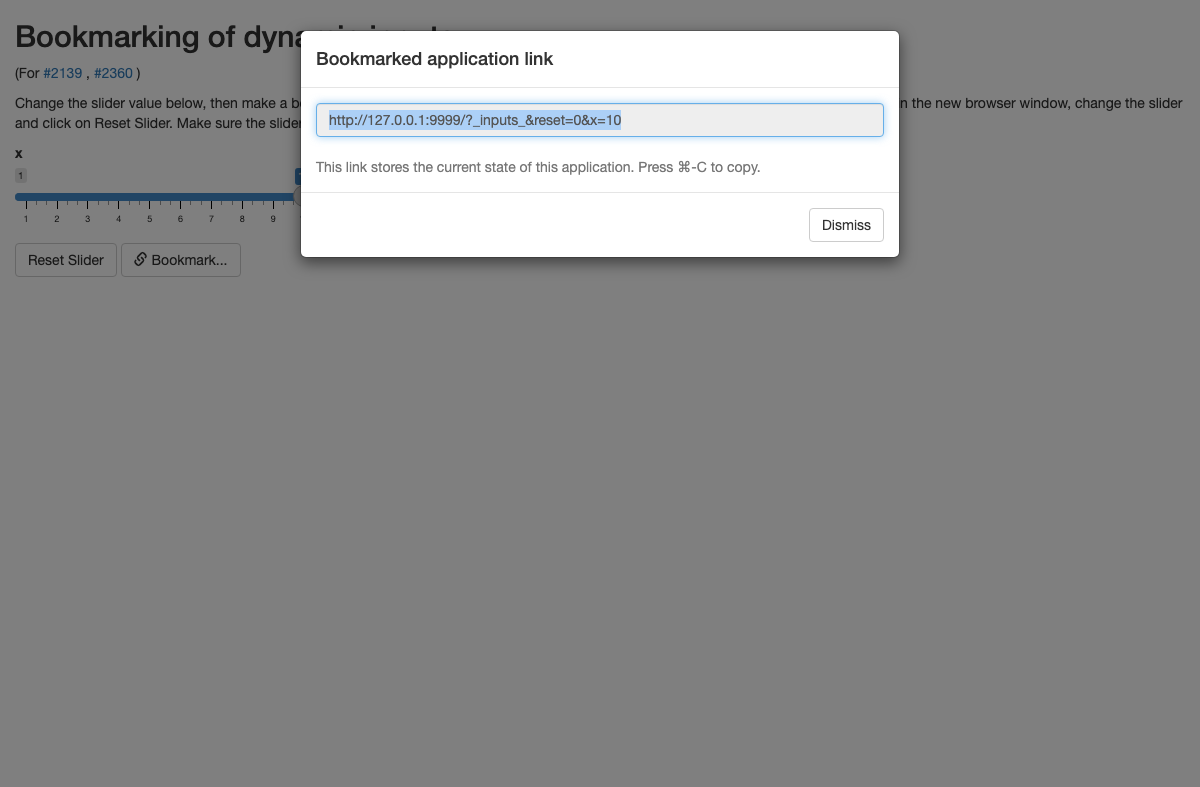 Bookmarking of dyna
(For #2139 , #2360 )
Change the slider value below, then make a b
n the new browser window, change the slider
and click on Reset Slider. Make sure the slider
x
1
1 2 3 4 5 6 7 8 9
Reset Slider
Bookmark...
Bookmarked application link
http://127.0.0.1:9999/?_inputs_&reset=0&x=10
This link stores the current state of this application. Press ⌘-C to copy.
Dismiss